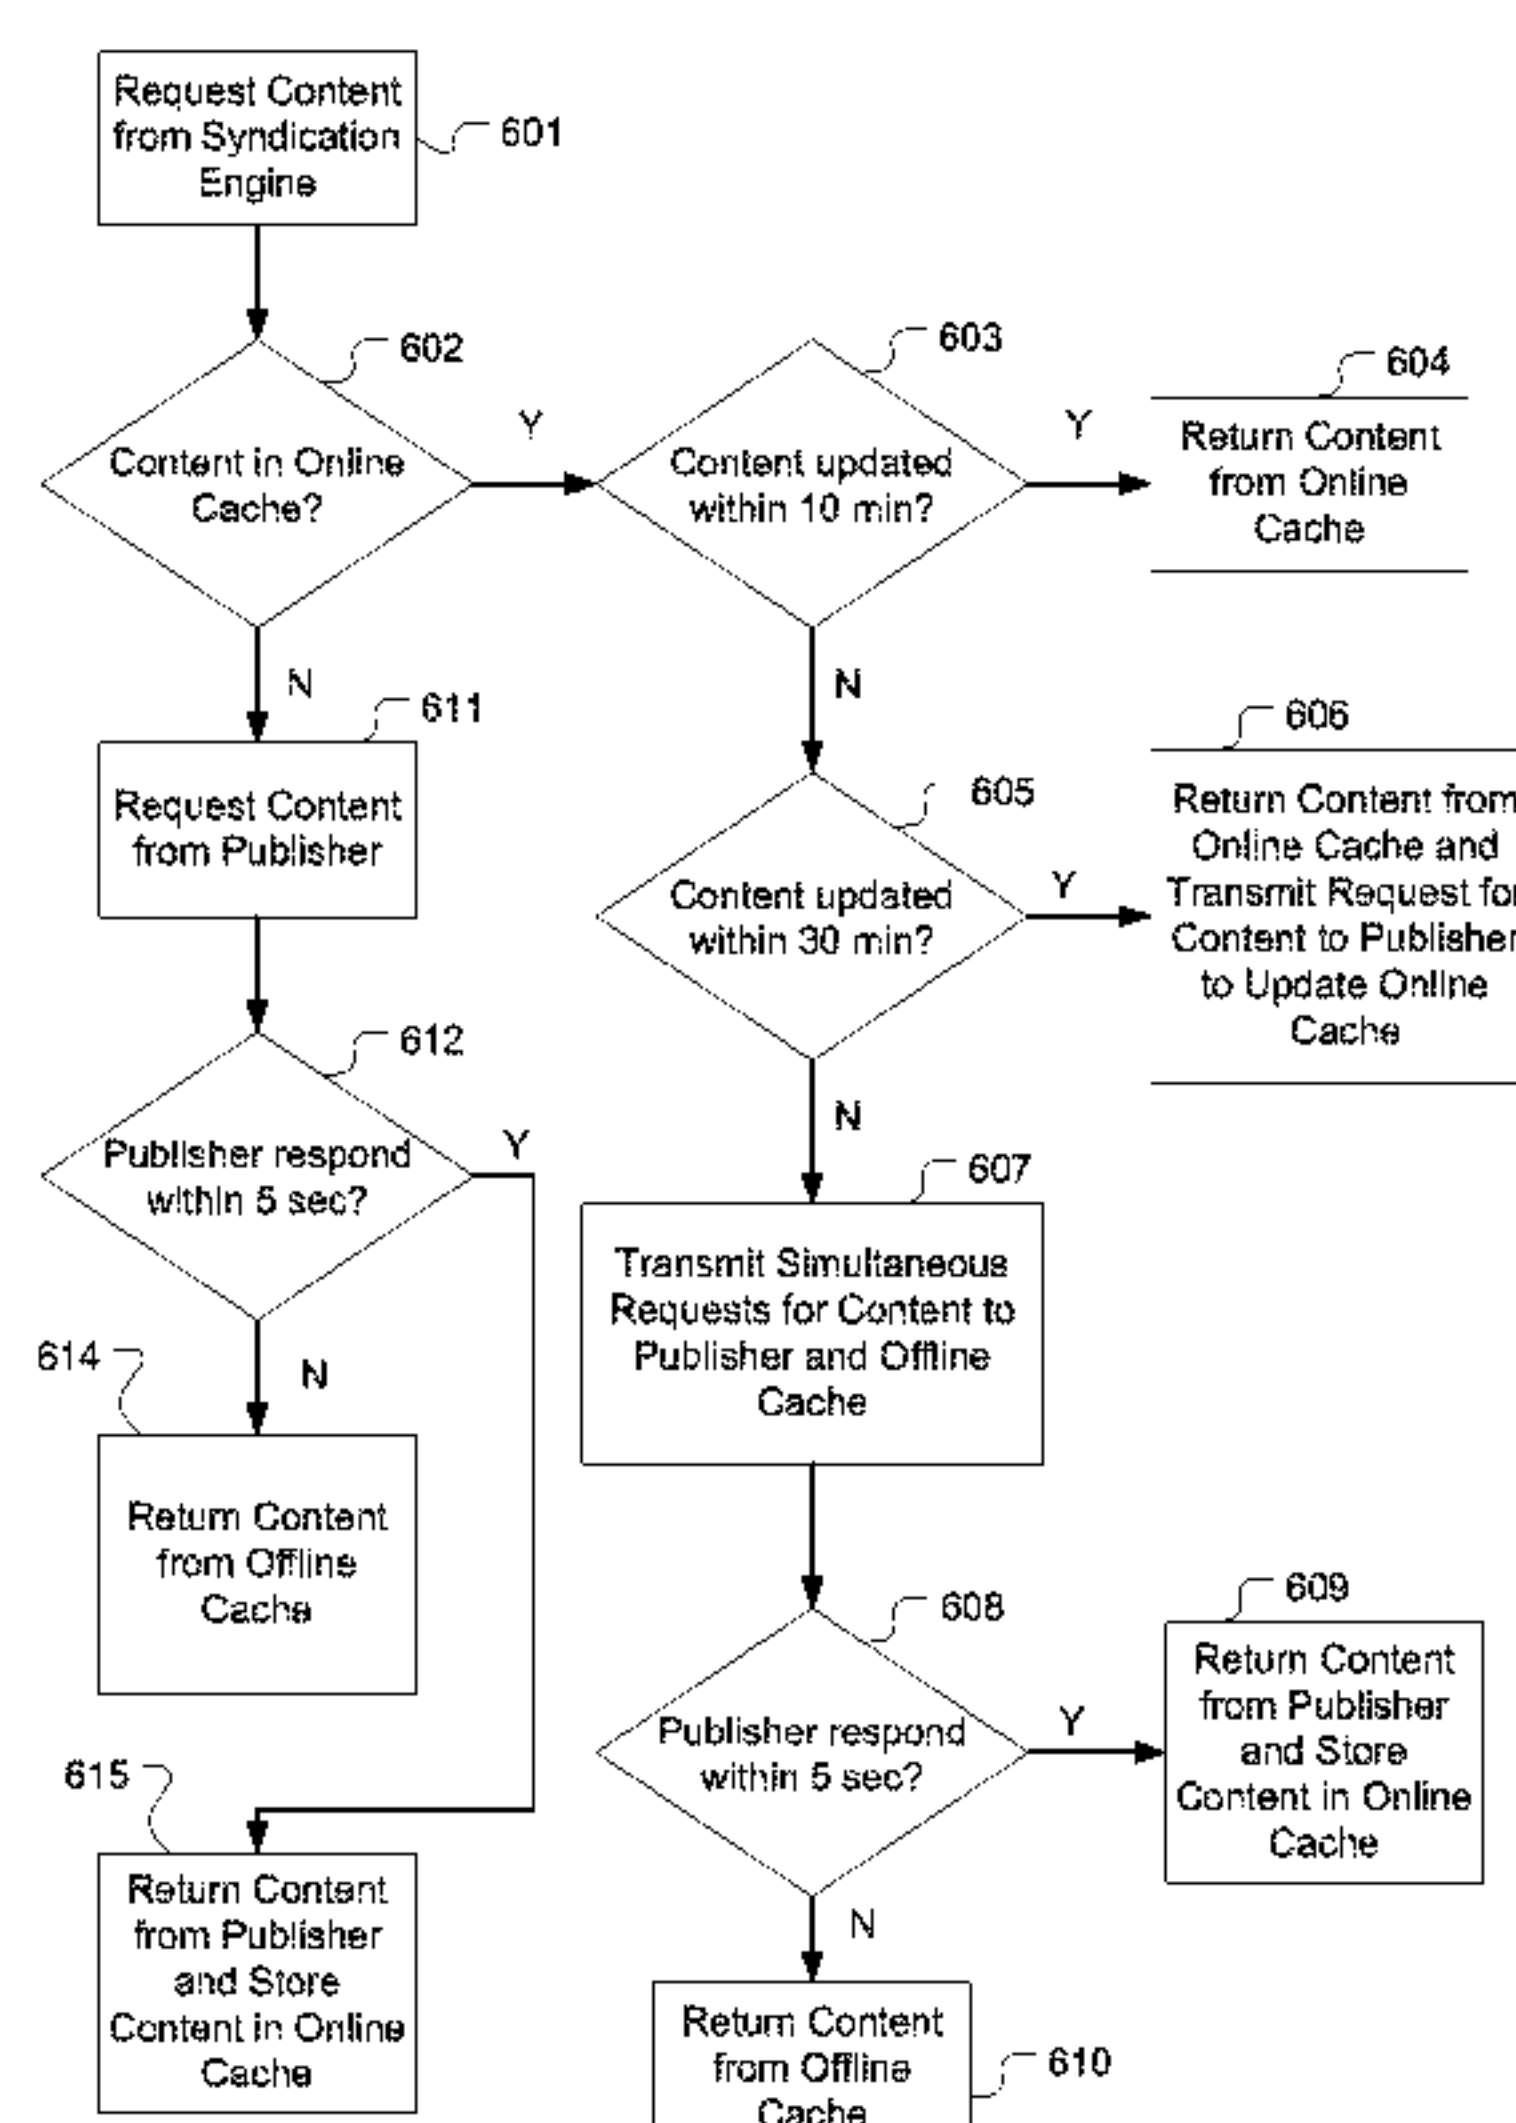 Request Content
from Syndication
Engine
601
602
Content in Online
Cache?
Y
603
Content updated
within 10 min?
Y
604
Return Content
from Online
Cache
N
611
Request Content
from Publisher
N
605
Content updated
within 30 min?
Y
606
Return Content from
Online Cache and
Transmit Request for
Content to Publisher
to Update Online
Cache
612
Publisher respond
within 5 sec?
Y
N
607
Transmit Simultaneous
Requests for Content to
Publisher and Offline
Cache
614
N
Return Content
from Offline
Cache
608
Publisher respond
within 5 sec?
Y
609
Return Content
from Publisher
and Store
Content in Online
Cache
615
Return Content
from Publisher
and Store
Content in Online
Cache
N
Return Content
from Offline
Cache
610